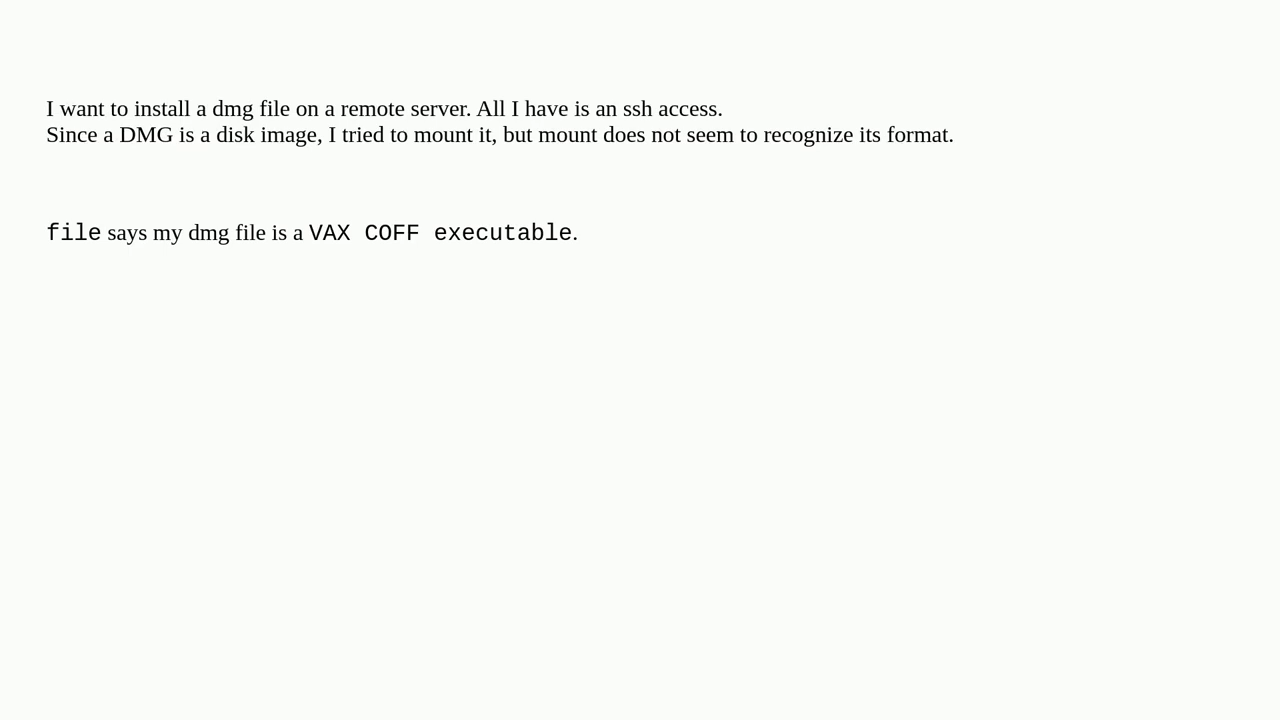 I want to install a dmg file on a remote server. All I have is an ssh access.
Since a DMG is a disk image, I tried to mount it, but mount does not seem to recognize its format.
file says my dmg file is a VAX COFF executable.